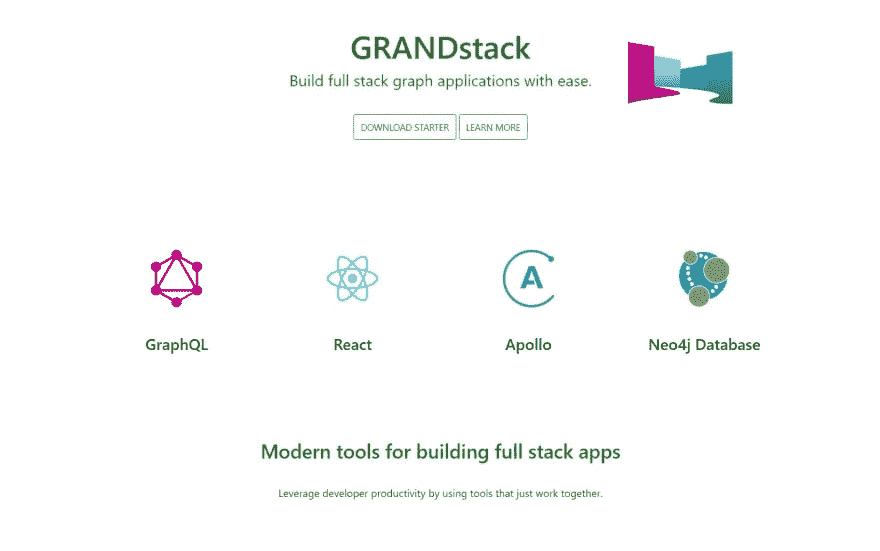 GRANDstack
Build full stack graph applications with ease.
DOWNLOAD STARTER LEARN MORE
A
GraphQL React Apollo Neo4j Database
Modern tools for building full stack apps
Leverage developer productivity by using tools that just work together.